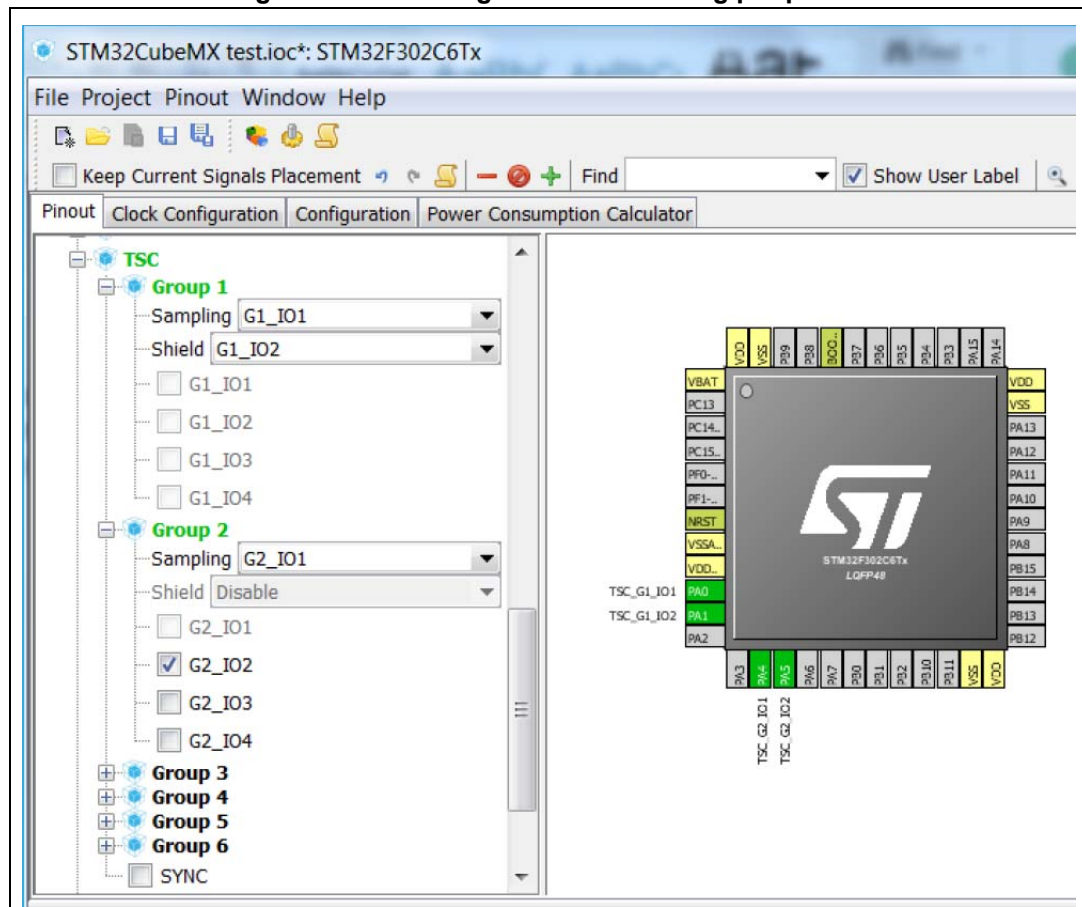 STM32CubeMX test.ioc*: STM32F302C6Tx
File Project Pinout Window Help
Keep Current Signals Placement Find Show User Label
Pinout Clock Configuration Configuration Power Consumption Calculator
TSC
Group 1
Sampling G1_IO1
Shield G1_IO2
G1_IO1
G1_IO2
G1_IO3
G1_IO4
Group 2
Sampling G2_IO1
Shield Disable
G2_IO1
G2_IO2
G2_IO3
G2_IO4
Group 3
Group 4
Group 5
Group 6
SYNC
VDD VSS PB9 PB8 BOO.. PB7 PB6 PB5 PB4 PB3 PA15 PA14
VBAT
PC13
PC14..
PC15..
PF0-..
PF1-..
NRST
VSSA..
VDD..
TSC_G1_IO1 PA0
TSC_G1_IO2 PA1
PA2
ST
STM32F302C6Tx
LQFP48
VDD
VSS
PA13
PA12
PA11
PA10
PA9
PA8
PB15
PB14
PB13
PB12
PA3 PA4 PA5 PA6 PA7 PB0 PB1 PB2 PB10 PB11 VSS VDD
TSC_G2_IO1
TSC_G2_IO2